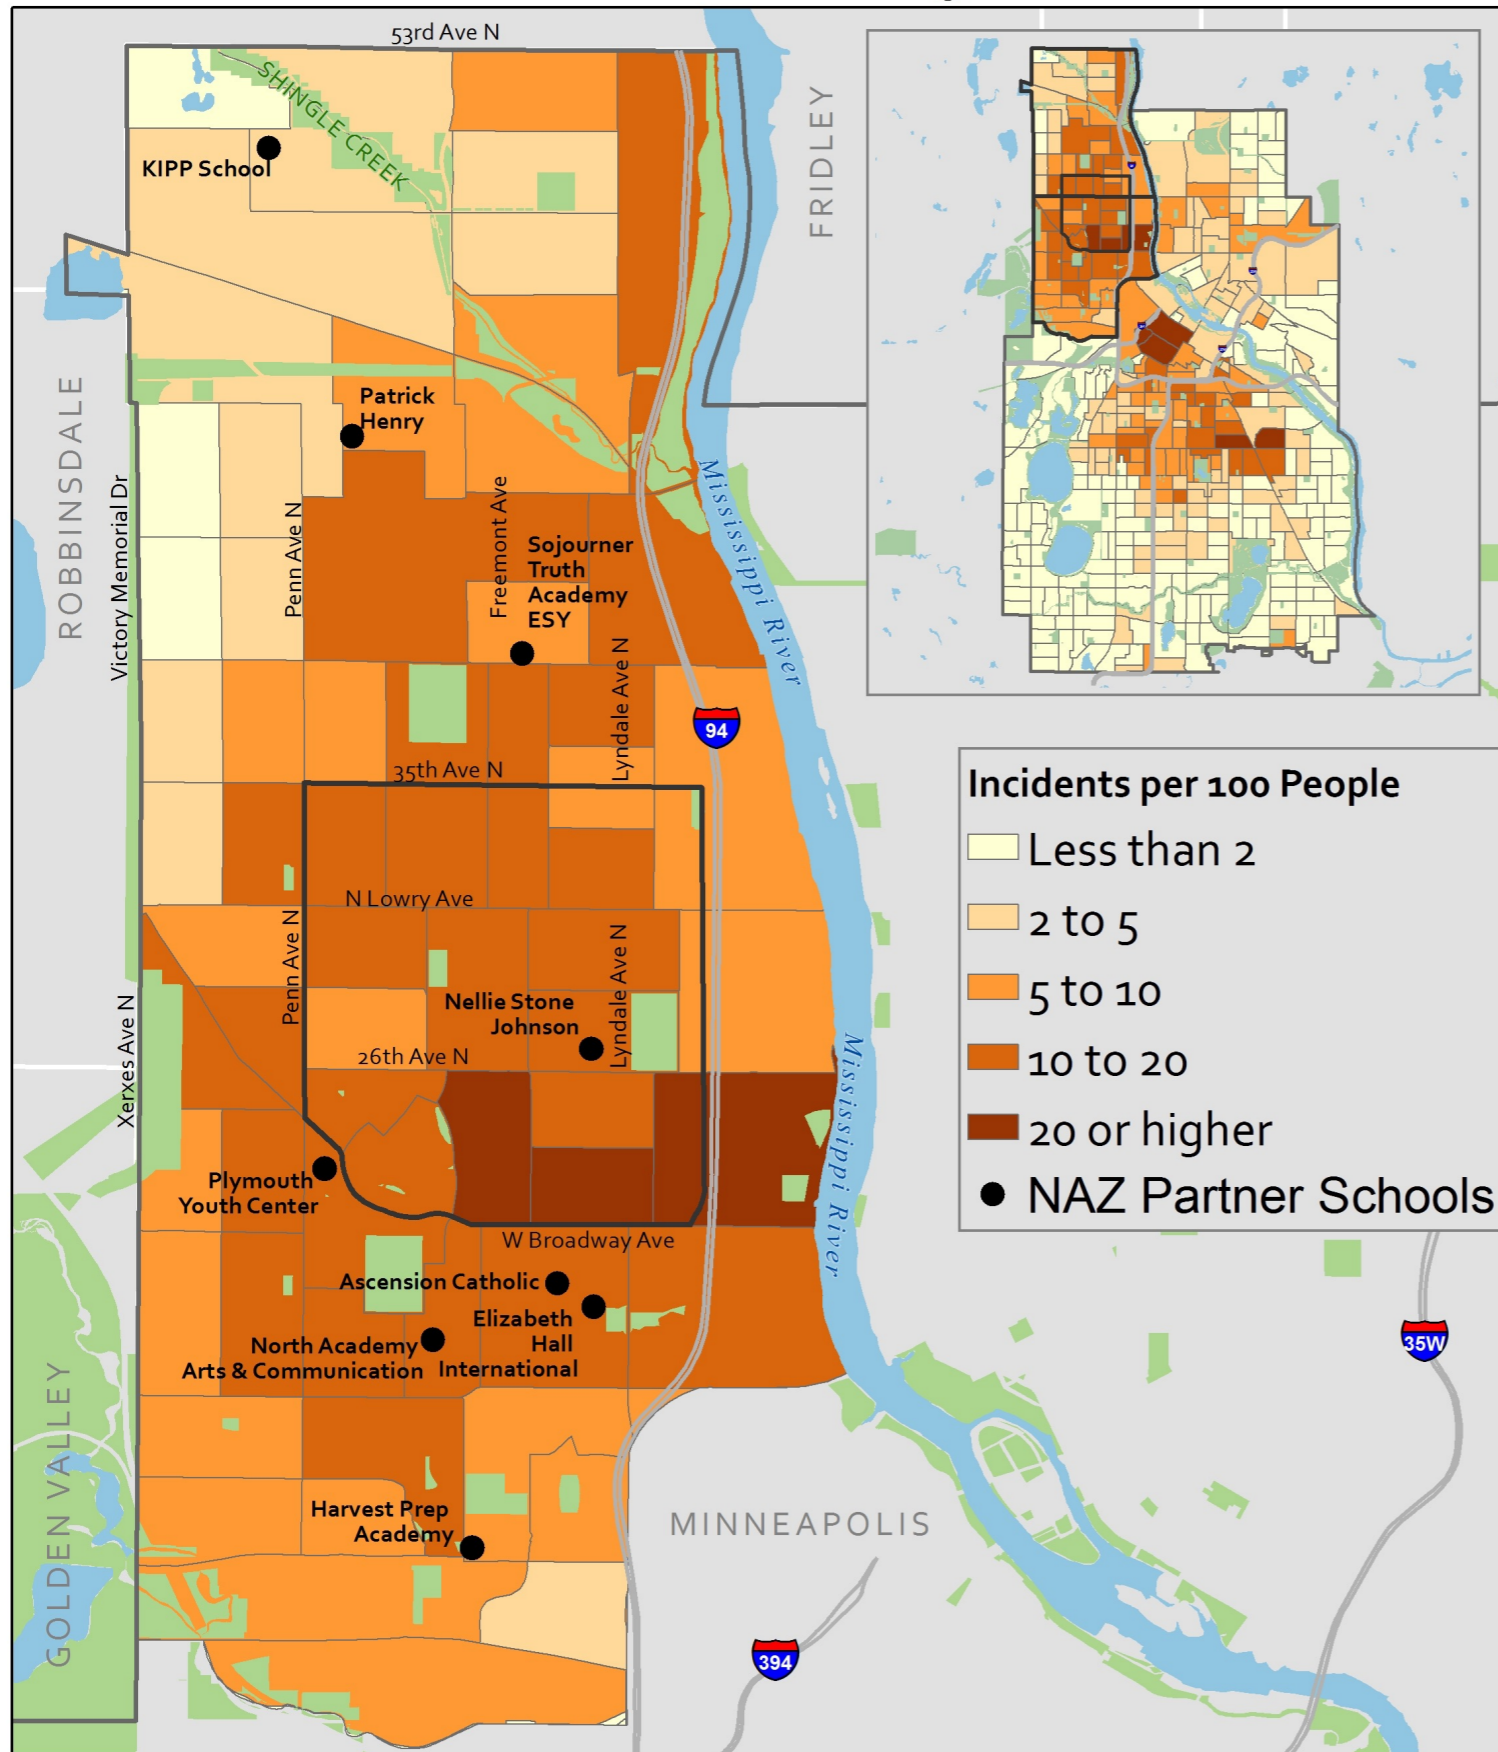 53rd Ave N
SHINGLE CREEK
KIPP School
FRIDLEY
ROBBINSDALE
Victory Memorial Dr
Patrick
Henry
Penn Ave N
Freemont Ave
Sojourner
Truth
Academy
ESY
Mississippi River
Lyndale Ave N
94
35th Ave N
N Lowry Ave
Penn Ave N
Xerxes Ave N
Nellie Stone
Johnson
Lyndale Ave N
26th Ave N
Mississippi River
Plymouth
Youth Center
W Broadway Ave
Ascension Catholic
Elizabeth
Hall
International
North Academy
Arts & Communication
GOLDEN VALLEY
Harvest Prep
Academy
MINNEAPOLIS
394
35W
Incidents per 100 People
Less than 2
2 to 5
5 to 10
10 to 20
20 or higher
NAZ Partner Schools